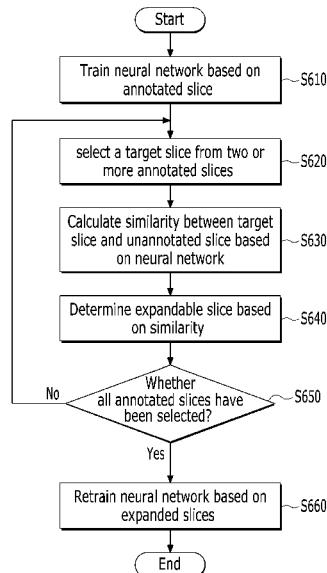 Start
Train neural network based on
annotated slice
S610
select a target slice from two or
more annotated slices
S620
Calculate similarity between target
slice and unannotated slice based
on neural network
S630
Determine expandable slice based
on similarity
S640
Whether
all annotated slices have
been selected?
S650
No
Yes
Retrain neural network based on
expanded slices
S660
End